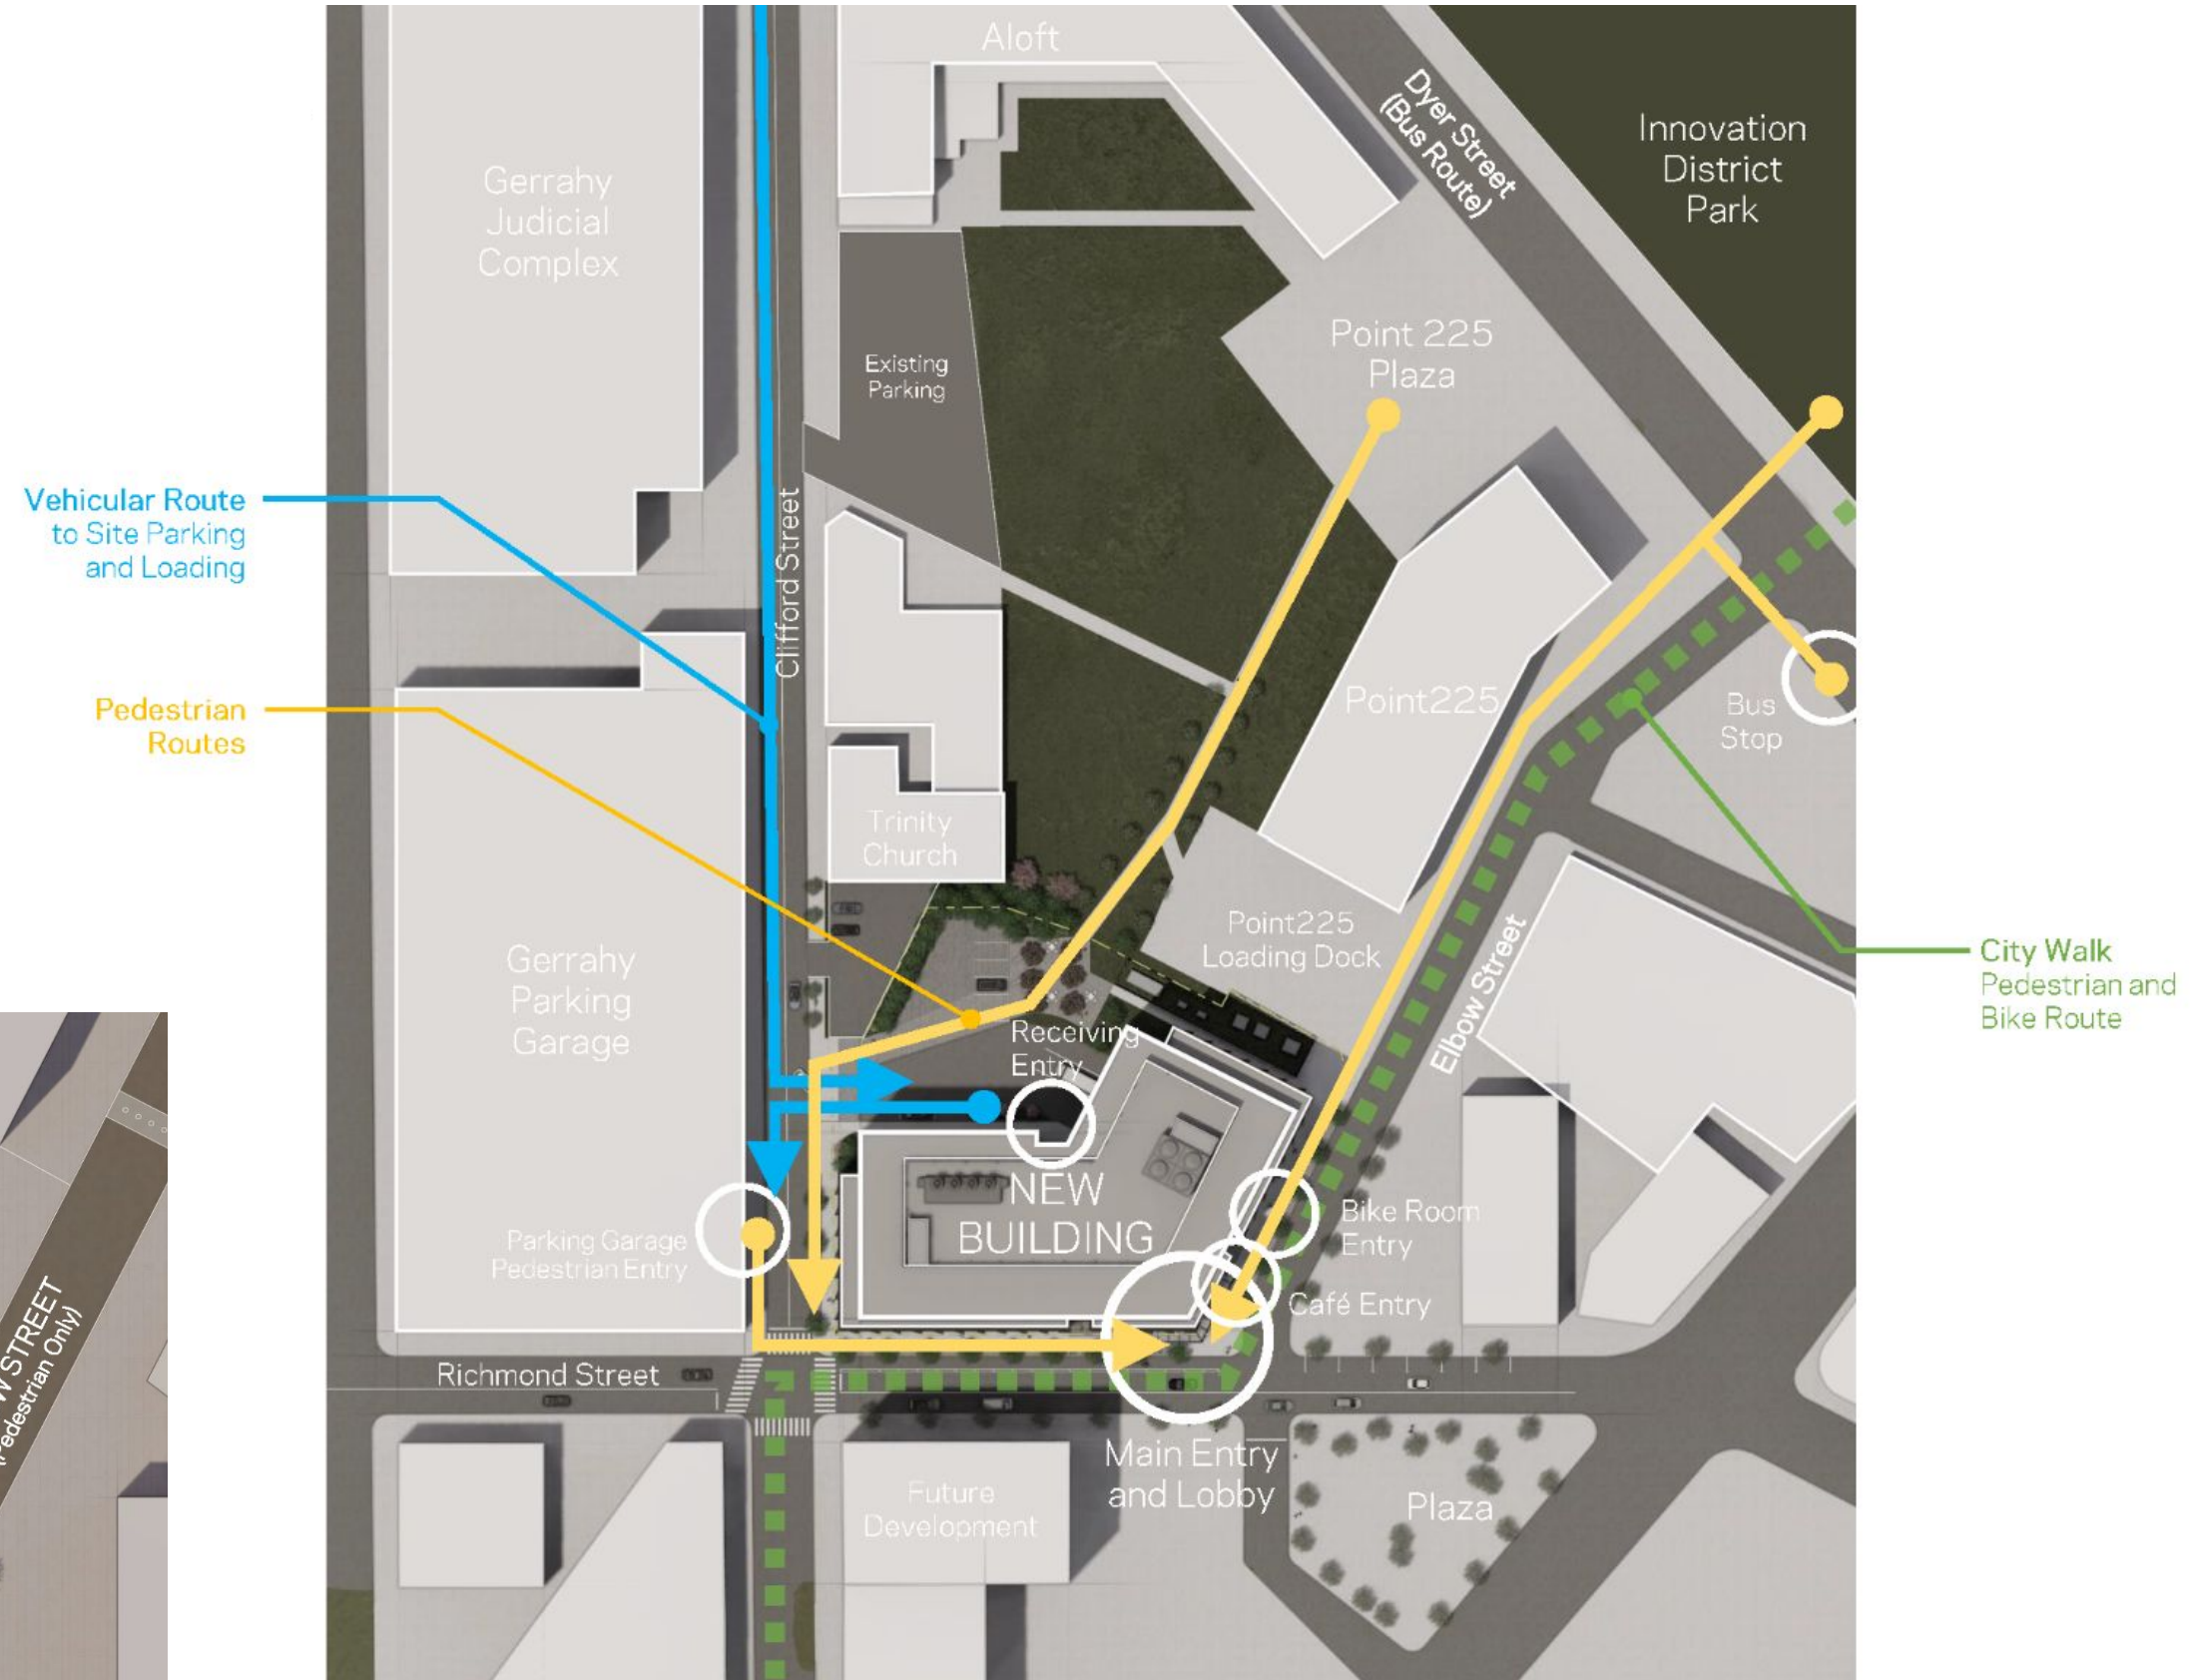 Aloft
Dyer Street
(Bus Route)
Innovation
District
Park
Gerrahy
Judicial
Complex
Existing
Parking
Point 225
Plaza
Vehicular Route
to Site Parking
and Loading
Clifford Street
Pedestrian
Routes
Point225
Bus
Stop
Trinity
Church
Point225
Loading Dock
Elbow Street
City Walk
Pedestrian and
Bike Route
Gerrahy
Parking
Garage
Receiving
Entry
NEW
BUILDING
Bike Room
Entry
Parking Garage
Pedestrian Entry
Café Entry
Richmond Street
Main Entry
and Lobby
Future
Development
Plaza
STREET
Pedestrian Only)